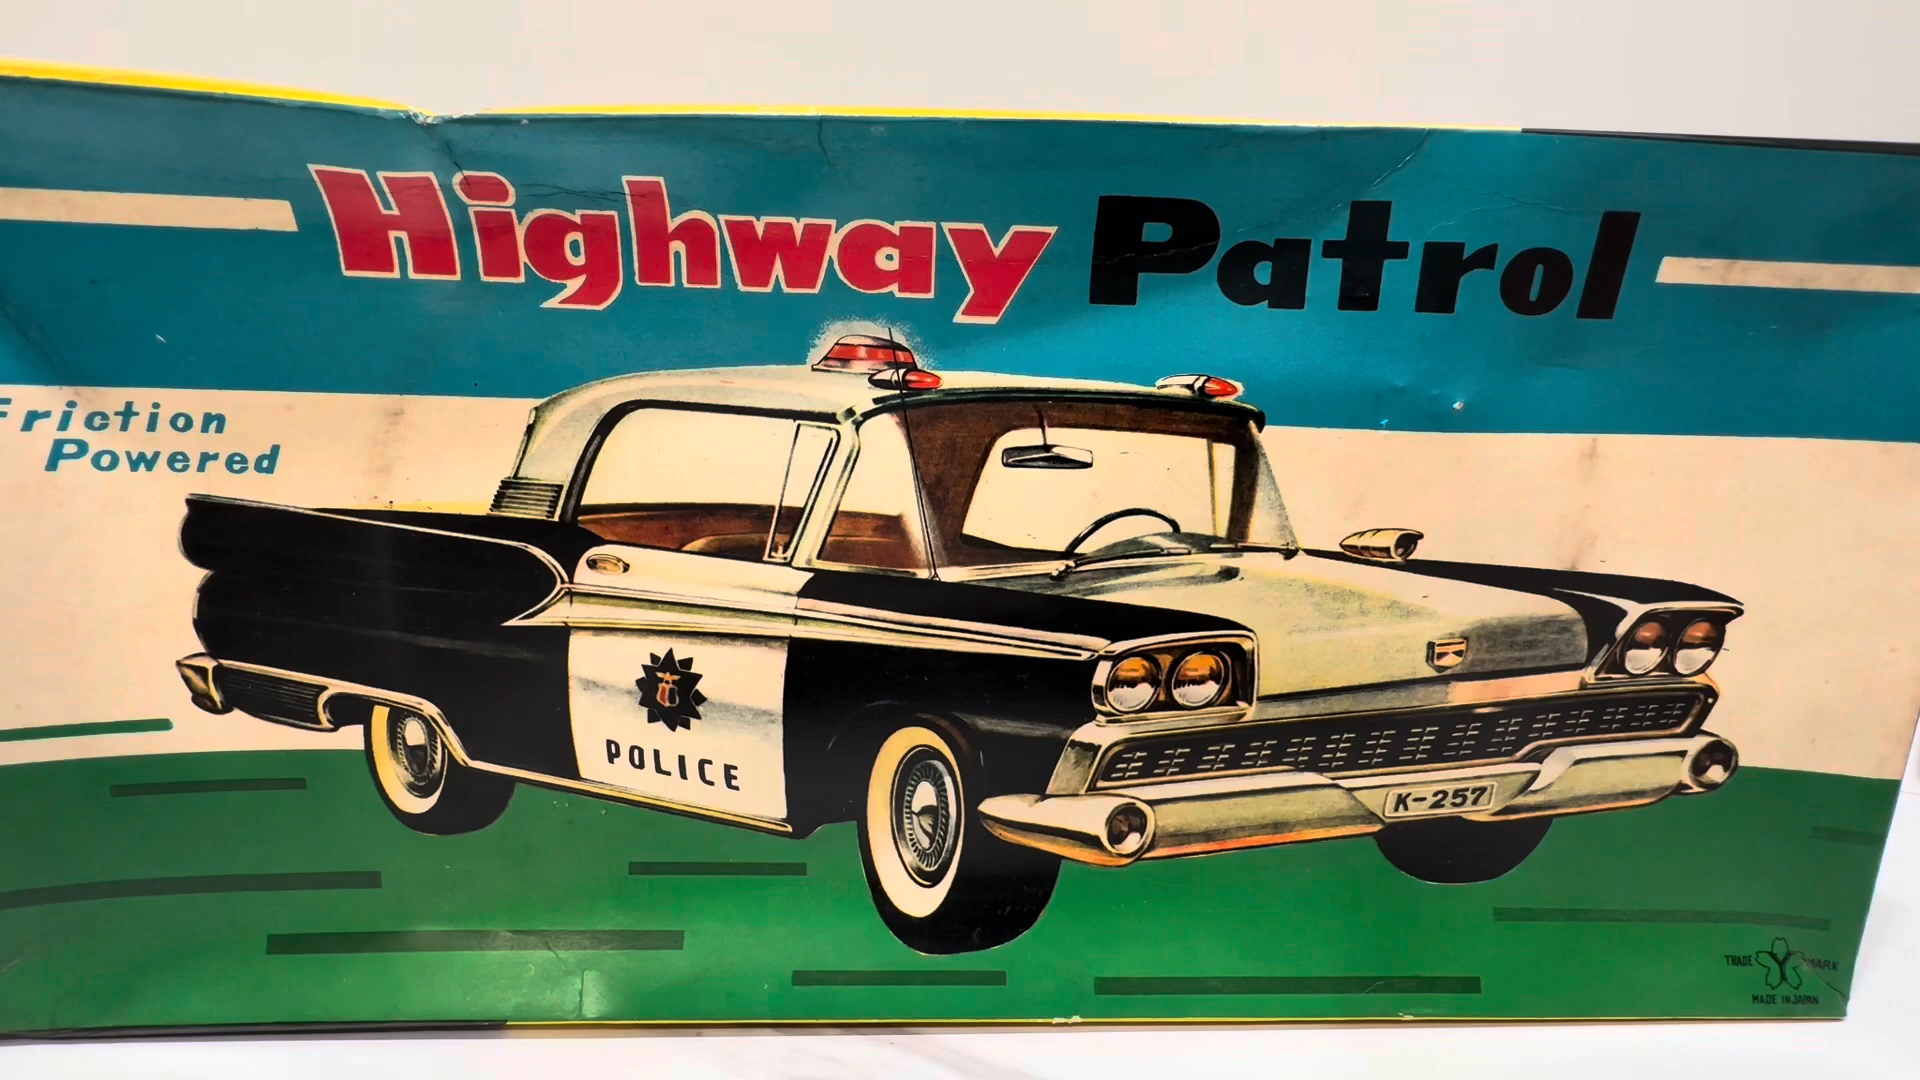 Highway Patrol
Friction
Powered
POLICE
K-257
TRADE MARK
MADE IN JAPAN